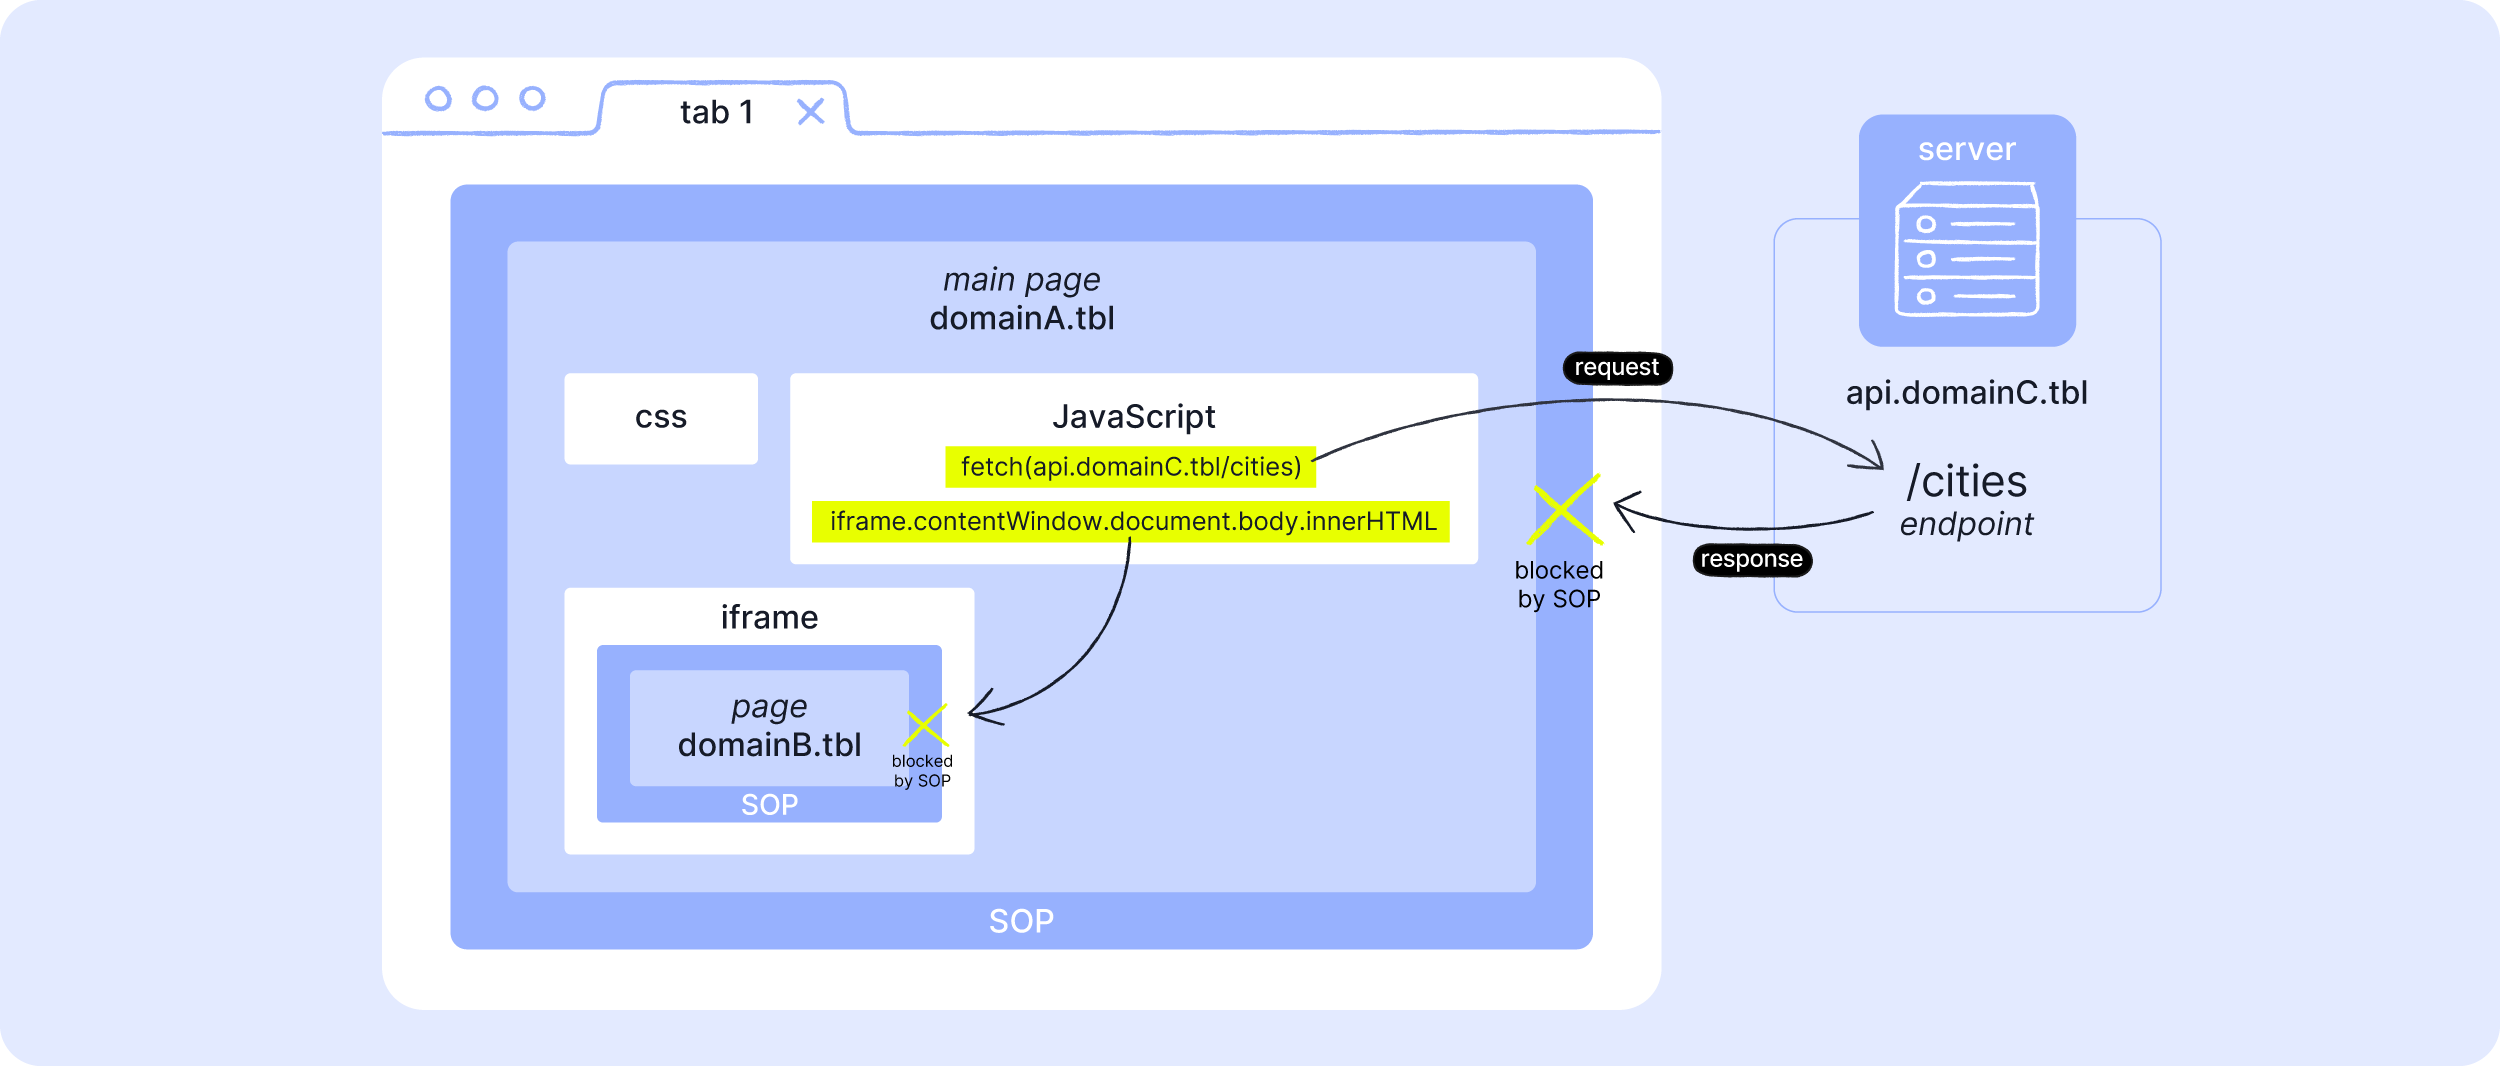 tab 1
server
main page
domainA.tbl
request
api.domainC.tbl
css
JavaScript
fetch(api.domainC.tbl/cities)
/cities
endpoint
iframe.contentWindow.document.body.innerHTML
response
blocked
by SOP
iframe
page
domainB.tbl
blocked
by SOP
SOP
SOP